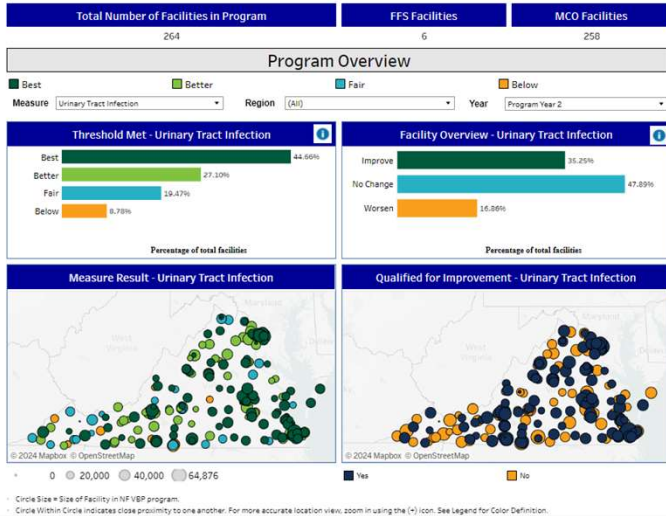 Total Number of Facilities in Program FFS Facilities MCO Facilities
264 6 258
Program Overview
Best Better Fair Below
Measure Urinary Tract Infection Region (All) Year Program Year 2
Threshold Met - Urinary Tract Infection
Best 44.66%
Better 27.10%
Fair 19.47%
Below 8.78%
Percentage of total facilities
Facility Overview - Urinary Tract Infection
Improve 35.25%
No Change 47.89%
Worsen 16.86%
Percentage of total facilities
Measure Result - Urinary Tract Infection
West Virginia
Maryland
© 2024 Mapbox © OpenStreetMap
0 20,000 40,000 64,876
Qualified for Improvement - Urinary Tract Infection
West Virginia
Maryland
© 2024 Mapbox © OpenStreetMap
Yes No
· Circle Size = Size of Facility in NF VBP program.
· Circle Within Circle indicates close proximity to one another. For more accurate location view, zoom in using the (+) icon. See Legend for Color Definition.